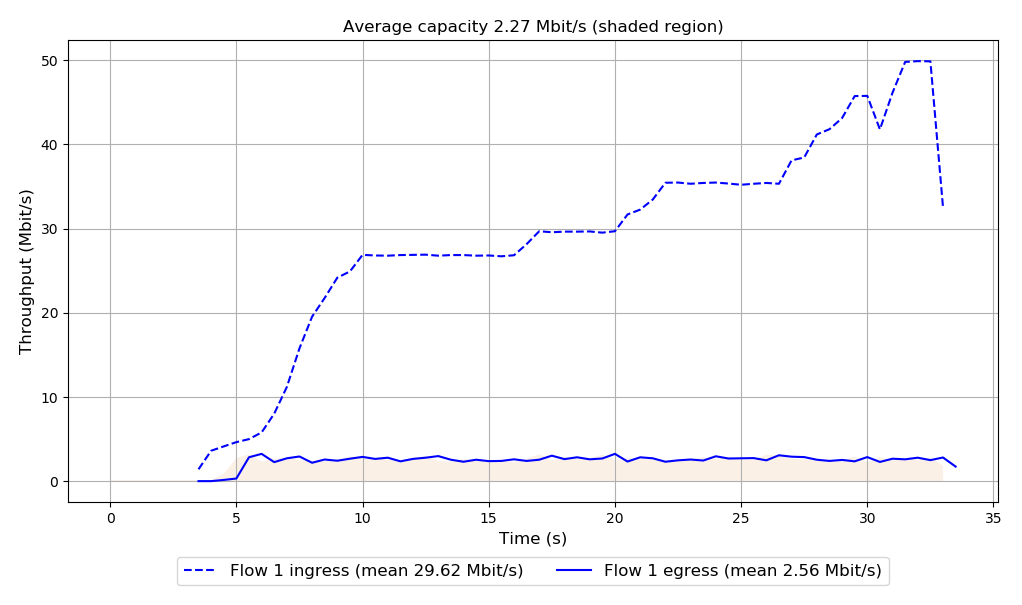 Average capacity 2.27 Mbit/s (shaded region)
50
40
30
20
10
0
Throughput (Mbit/s)
0 5 10 15 20 25 30 35
Time (s)
Flow 1 ingress (mean 29.62 Mbit/s) Flow 1 egress (mean 2.56 Mbit/s)